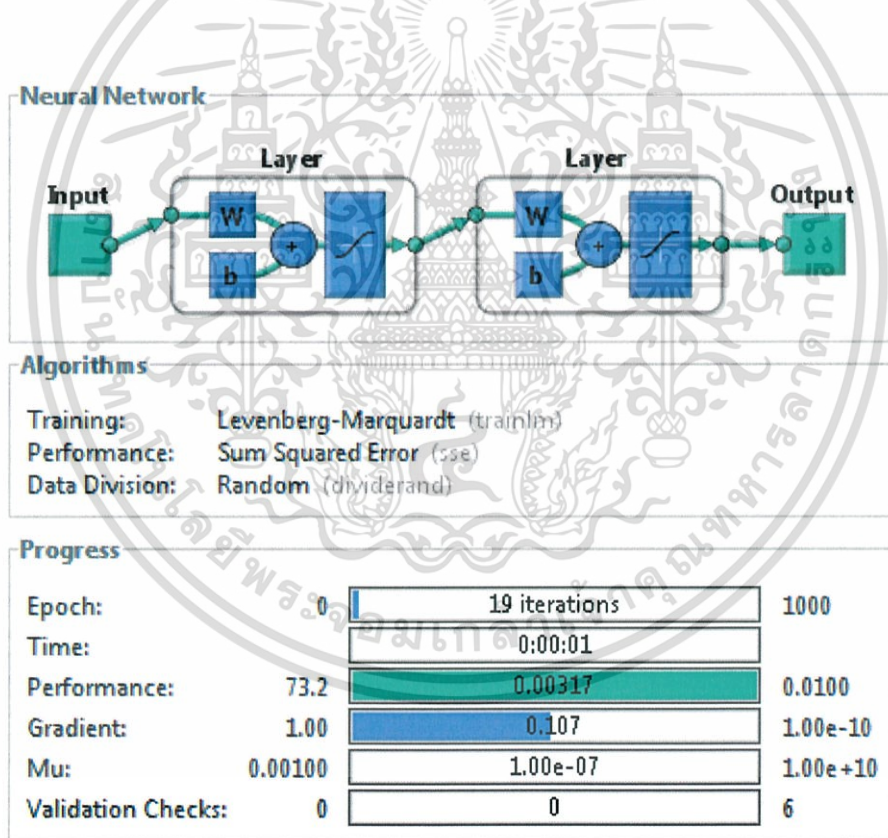 Neural Network
Layer Layer
Input Output
W W
+ +
b b
Algorithms
Training: Levenberg-Marquardt (trainlm)
Performance: Sum Squared Error (sse)
Data Division: Random (dividerand)
Progress
Epoch: 0 19 iterations 1000
Time: 0:00:01
Performance: 73.2 0.00317 0.0100
Gradient: 1.00 0.107 1.00e-10
Mu: 0.00100 1.00e-07 1.00e+10
Validation Checks: 0 0 6